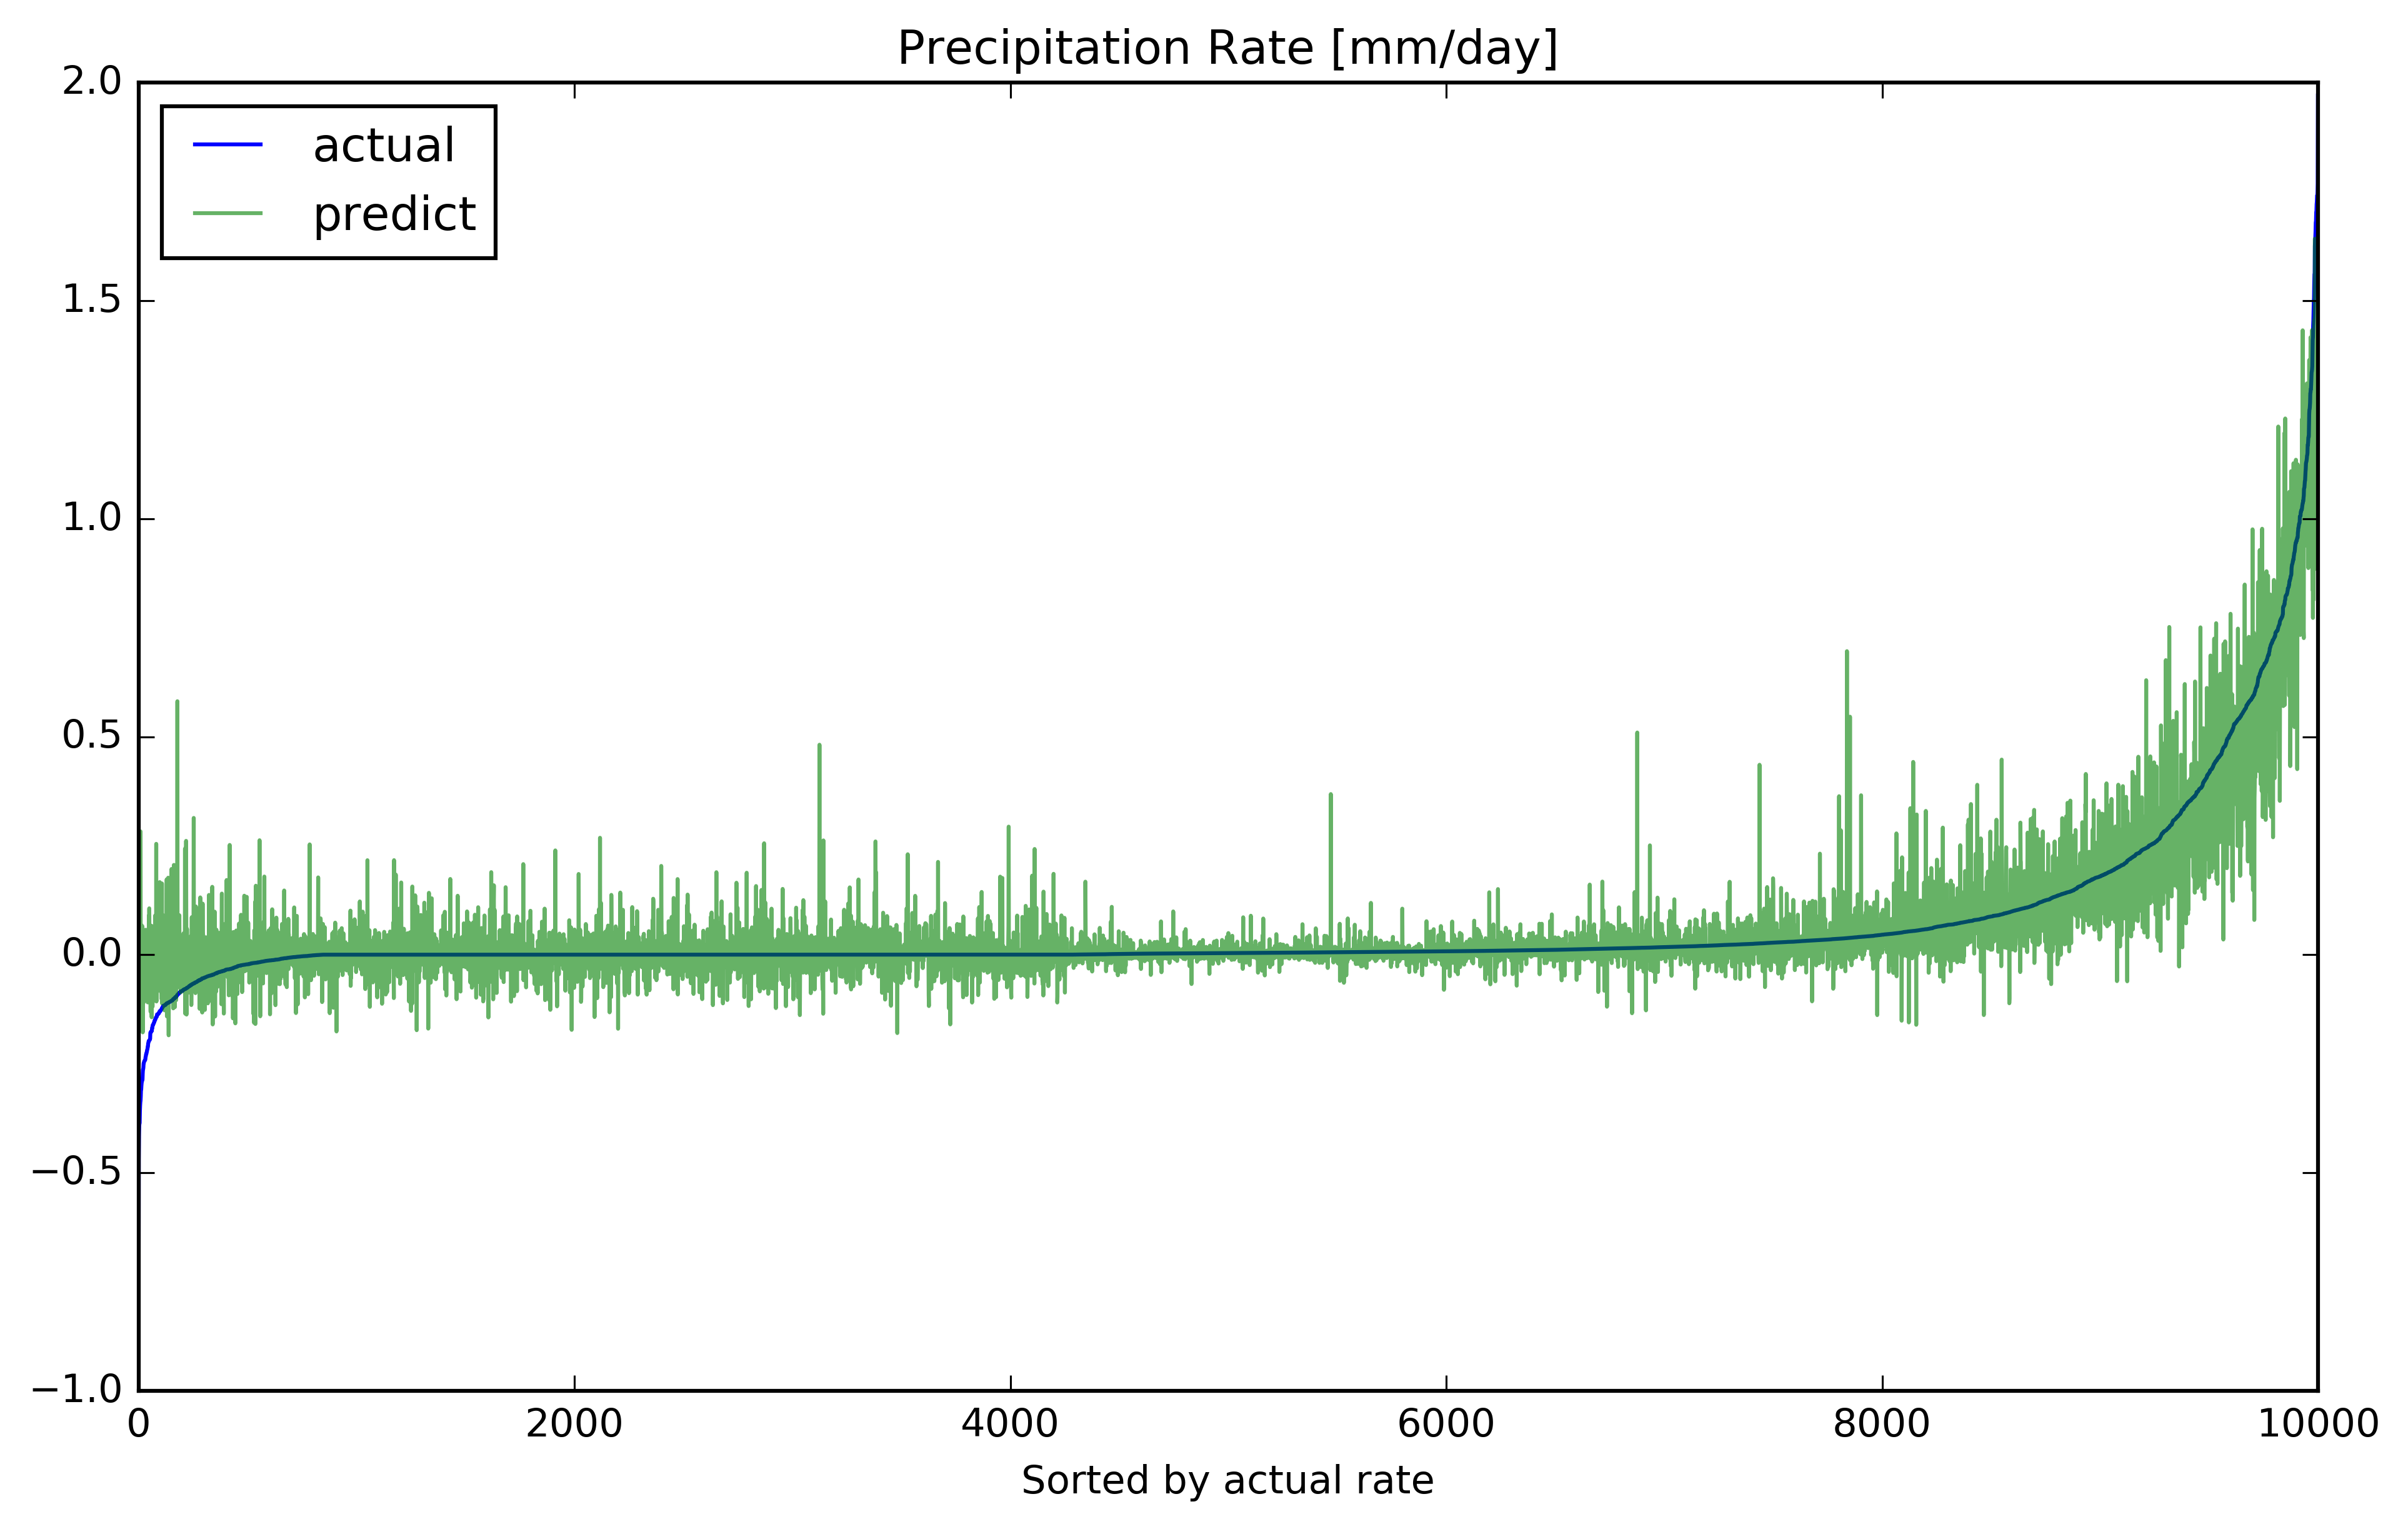 Precipitation Rate [mm/day]
2.0
actual
predict
1.5
1.0
0.5
0.0
−0.5
−1.0
0 2000 4000 6000 8000 10000
Sorted by actual rate